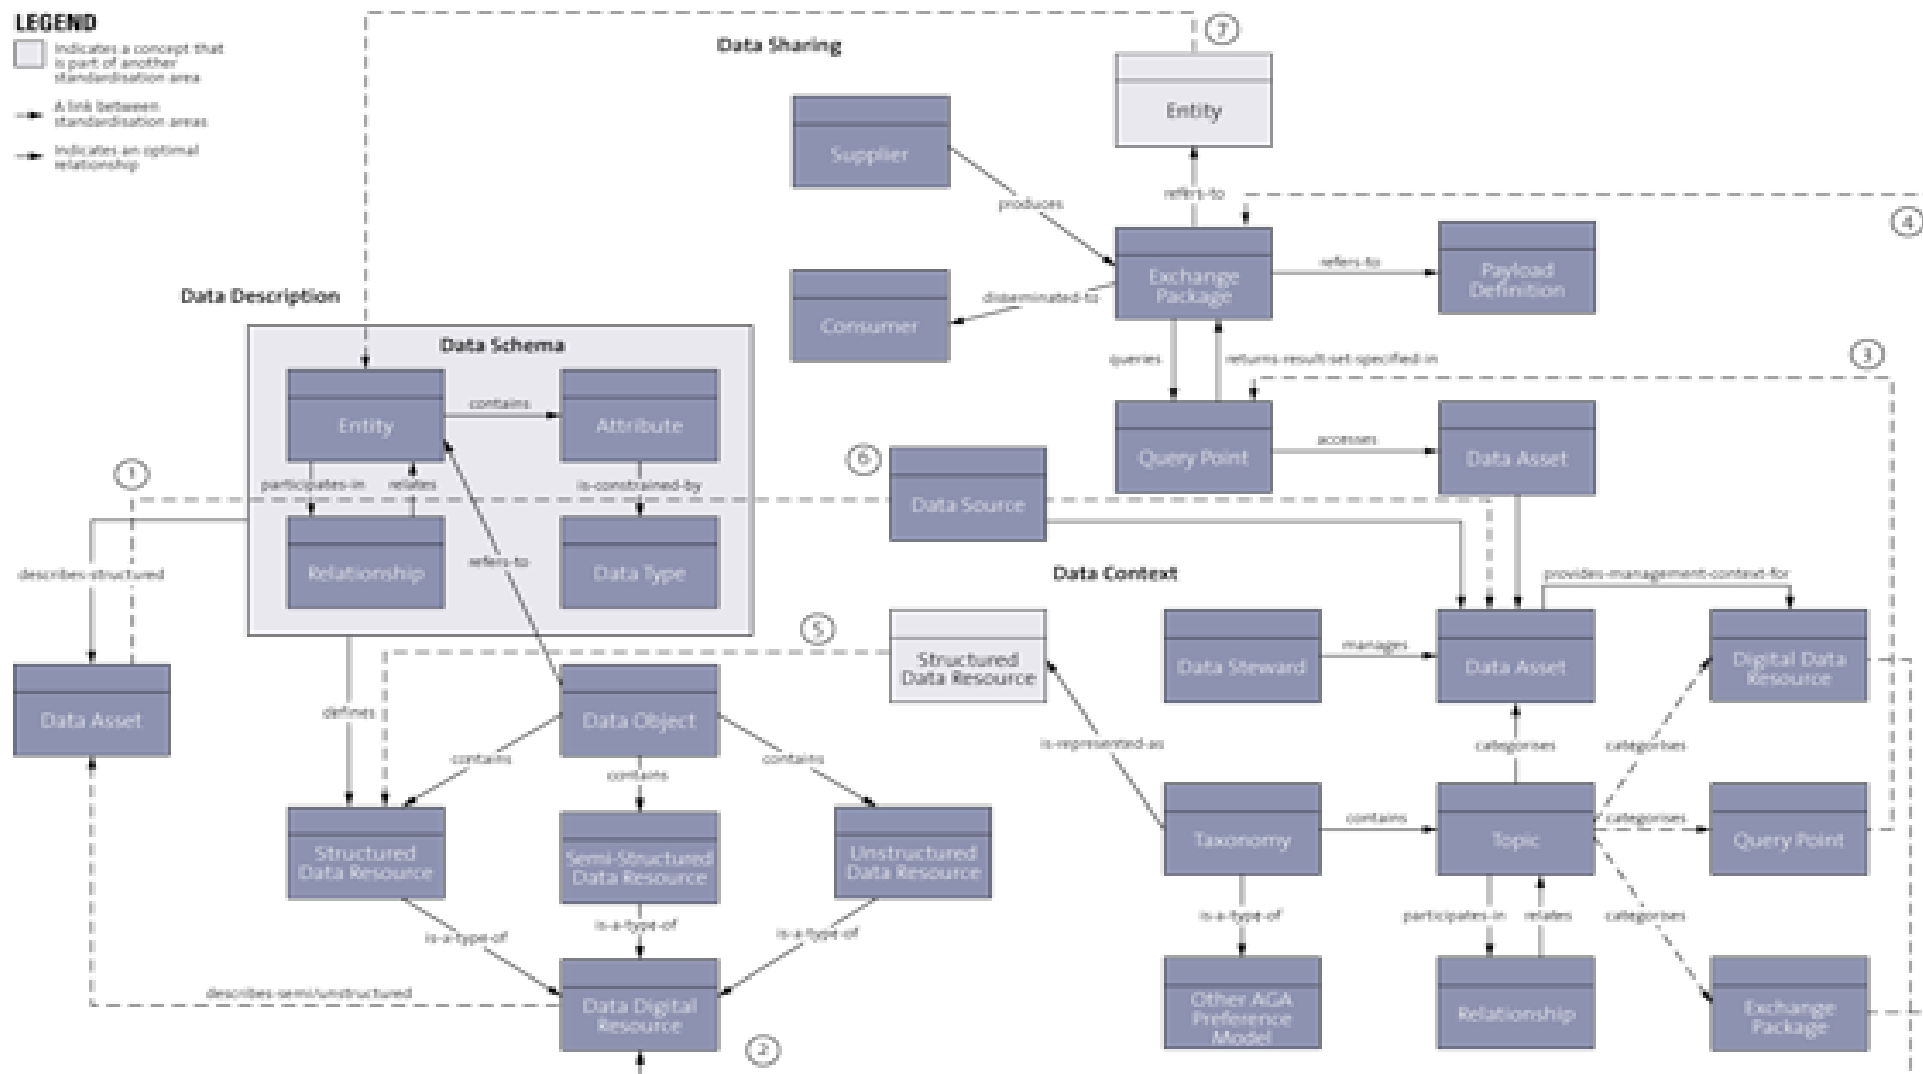 LEGEND
Indicates a concept that
is part of another
standardisation area
A link between
standardisation areas
Indicates an optimal
relationship
Data Sharing
7
Entity
Supplier
produces
refers-to
4
Exchange
Package
refers-to
Payload
Definition
Consumer
disseminated-to
queries
returns-result-set-specified-in
3
Query Point
accesses
Data Asset
Data Description
Data Schema
Entity
contains
Attribute
participates-in
relates
is-constrained-by
Relationship
refers-to
Data Type
1
describes-structured
Data Asset
6
Data Source
Data Context
provides-management-context-for
5
Structured
Data Resource
Data Steward
manages
Data Asset
Digital Data
Resource
defines
Data Object
contains
contains
contains
is-represented-as
categorises
categorises
Structured
Data Resource
Semi-Structured
Data Resource
Unstructured
Data Resource
Taxonomy
contains
Topic
categorises
Query Point
is-a-type-of
is-a-type-of
is-a-type-of
is-a-type-of
participates-in
relates
categorises
describes-semi/unstructured
Data Digital
Resource
2
Other AGA
Preference
Model
Relationship
Exchange
Package